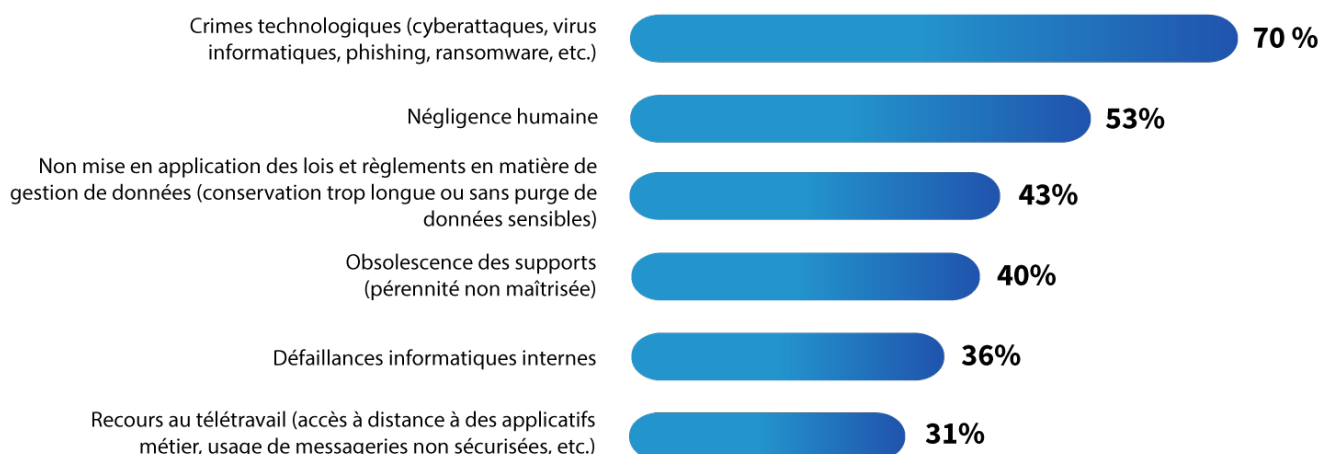 Crimes technologiques (cyberattaques, virus
informatiques, phishing, ransomware, etc.)
70 %
Négligence humaine
53%
Non mise en application des lois et règlements en matière de
gestion de données (conservation trop longue ou sans purge de
données sensibles)
43%
Obsolescence des supports
(pérennité non maîtrisée)
40%
Défaillances informatiques internes
36%
Recours au télétravail (accès à distance à des applicatifs
métier, usage de messageries non sécurisées, etc.)
31%